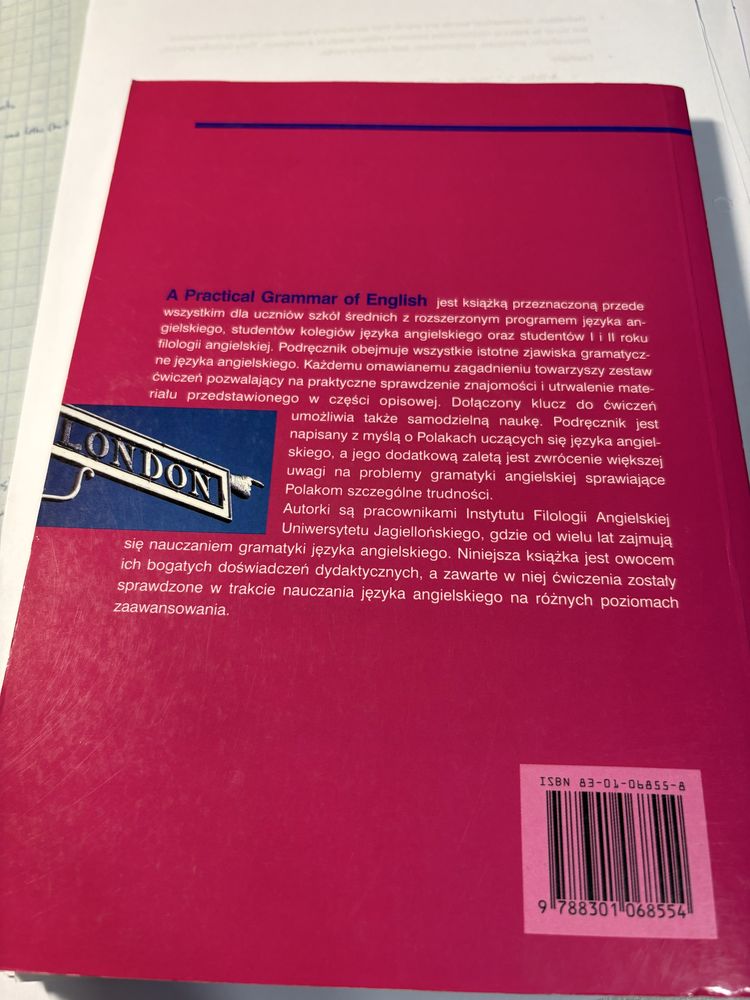 A Practical Grammar of English jest książką przeznaczoną przede
wszystkim dla uczniów szkół średnich z rozszerzonym programem języka an-
gielskiego, studentów kolegiów języka angielskiego oraz studentów I i II roku
filologii angielskiej. Podręcznik obejmuje wszystkie istotne zjawiska gramatycz-
ne języka angielskiego. Każdemu omawianemu zagadnieniu towarzyszy zestaw
ćwiczeń pozwalający na praktyczne sprawdzenie znajomości i utrwalenie mate-
riału przedstawionego w części opisowej. Dołączony klucz do ćwiczeń
umożliwia także samodzielną naukę. Podręcznik jest
napisany z myślą o Polakach uczących się języka angiel-
skiego, a jego dodatkową zaletą jest zwrócenie większej
uwagi na problemy gramatyki angielskiej sprawiające
Polakom szczególne trudności.
LONDON
Autorki są pracownikami Instytutu Filologii Angielskiej
Uniwersytetu Jagiellońskiego, gdzie od wielu lat zajmują
się nauczaniem gramatyki języka angielskiego. Niniejsza książka jest owocem
ich bogatych doświadczeń dydaktycznych, a zawarte w niej ćwiczenia zostały
sprawdzone w trakcie nauczania języka angielskiego na różnych poziomach
zaawansowania.
ISBN 83-01-06855-8
9 788301 068554